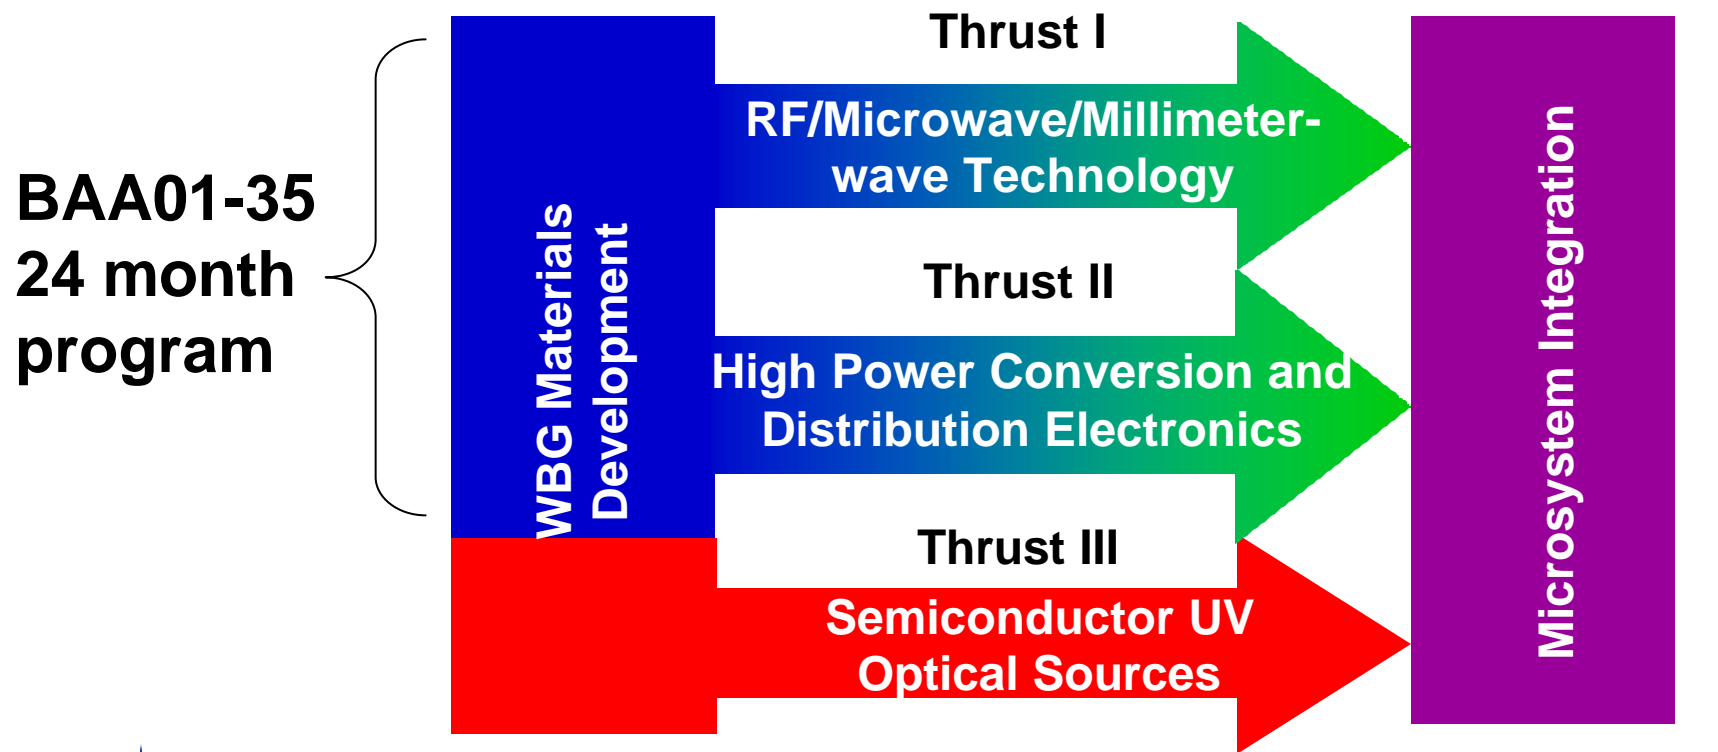 BAA01-35
24 month
program
WBG Materials
Development
Thrust I
RF/Microwave/Millimeter-
wave Technology
Thrust II
High Power Conversion and
Distribution Electronics
Thrust III
Semiconductor UV
Optical Sources
Microsystem Integration